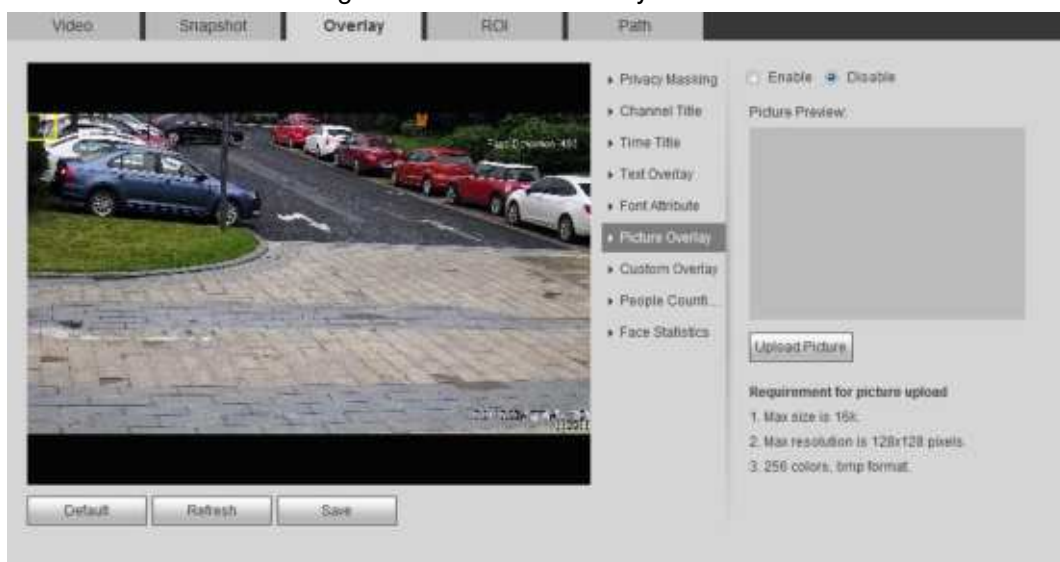 Video Snapshot Overlay ROI Path
Privacy Masking
Channel Title
Time Title
Text Overlay
Font Attribute
Picture Overlay
Custom Overlay
People Counti...
Face Statistics
Enable Disable
Picture Preview:
Upload Picture
Requirement for picture upload
1. Max size is 16k.
2. Max resolution is 128x128 pixels.
3. 256 colors, bmp format.
Default Refresh Save